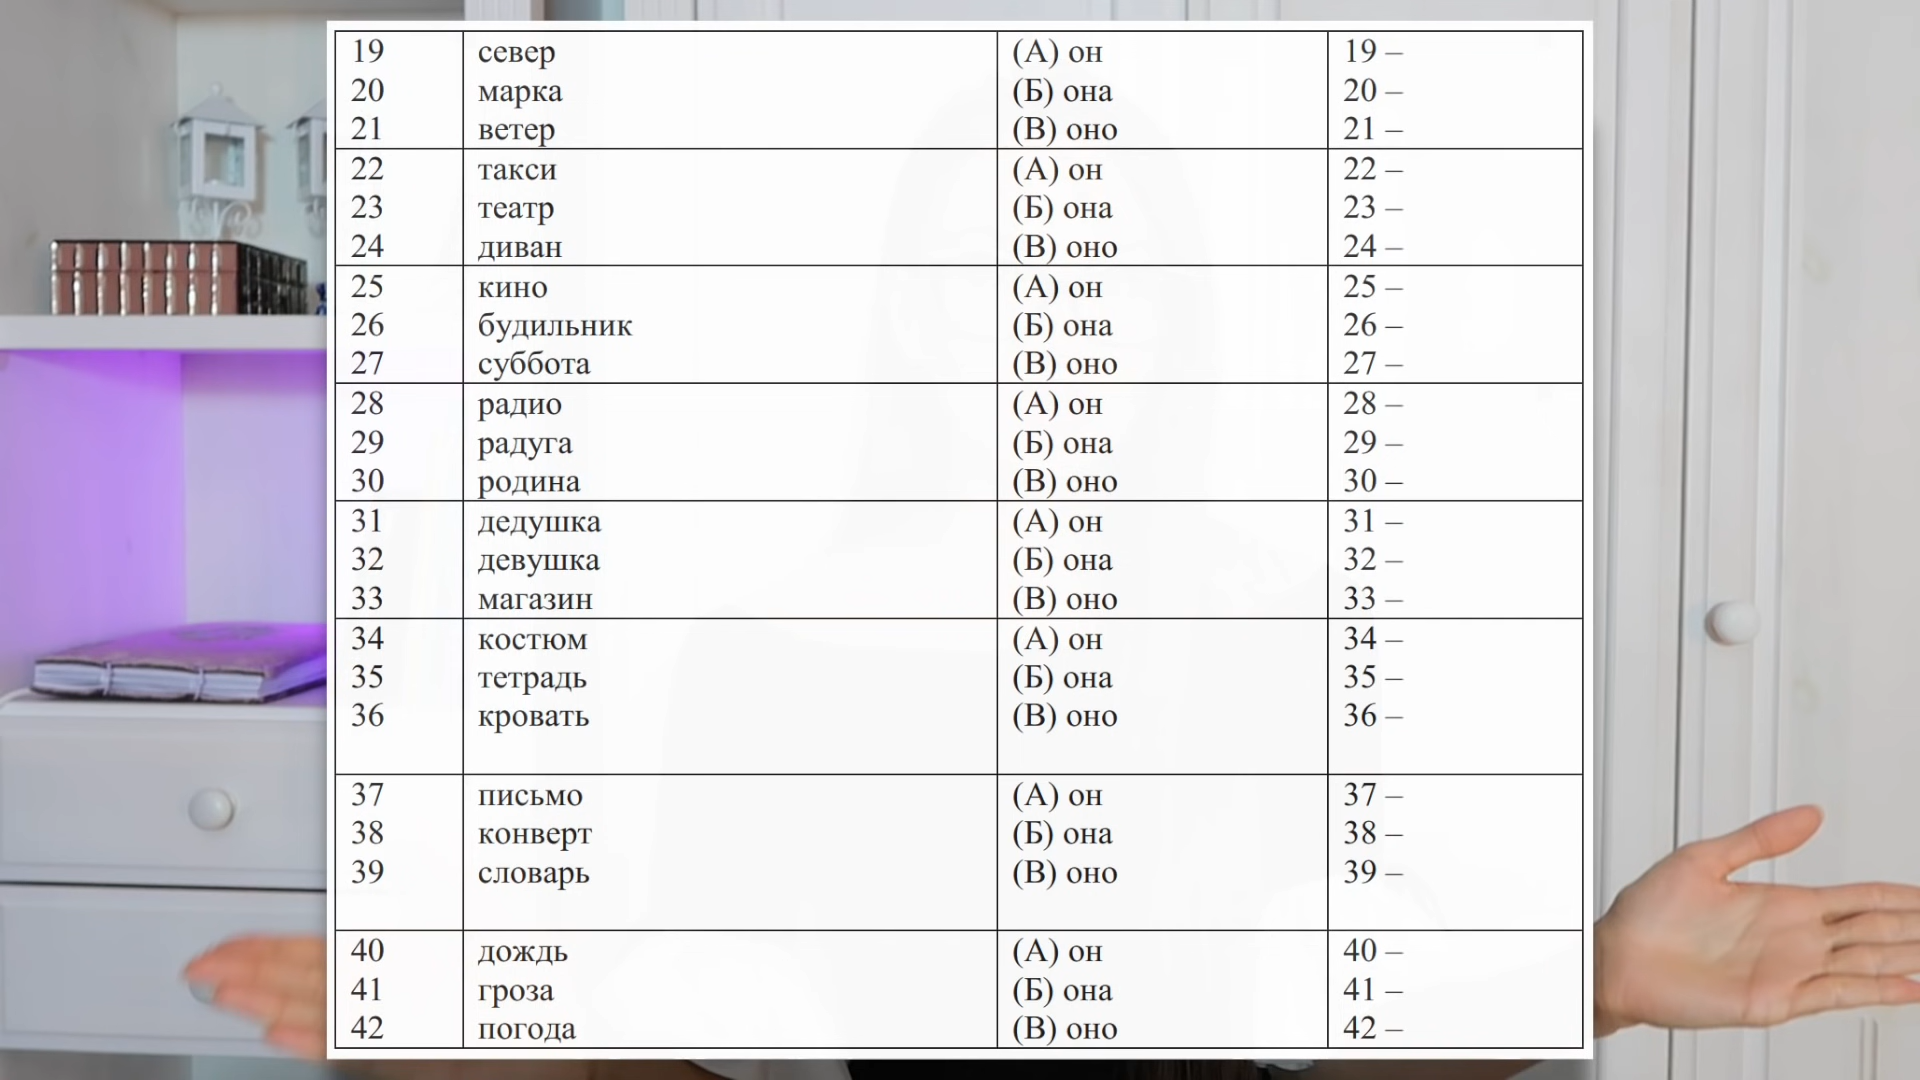 19 север (А) он 19 –
20 марка (Б) она 20 –
21 ветер (В) оно 21 –
22 такси (А) он 22 –
23 театр (Б) она 23 –
24 диван (В) оно 24 –
25 кино (А) он 25 –
26 будильник (Б) она 26 –
27 суббота (В) оно 27 –
28 радио (А) он 28 –
29 радуга (Б) она 29 –
30 родина (В) оно 30 –
31 дедушка (А) он 31 –
32 девушка (Б) она 32 –
33 магазин (В) оно 33 –
34 костюм (А) он 34 –
35 тетрадь (Б) она 35 –
36 кровать (В) оно 36 –
37 письмо (А) он 37 –
38 конверт (Б) она 38 –
39 словарь (В) оно 39 –
40 дождь (А) он 40 –
41 гроза (Б) она 41 –
42 погода (В) оно 42 –